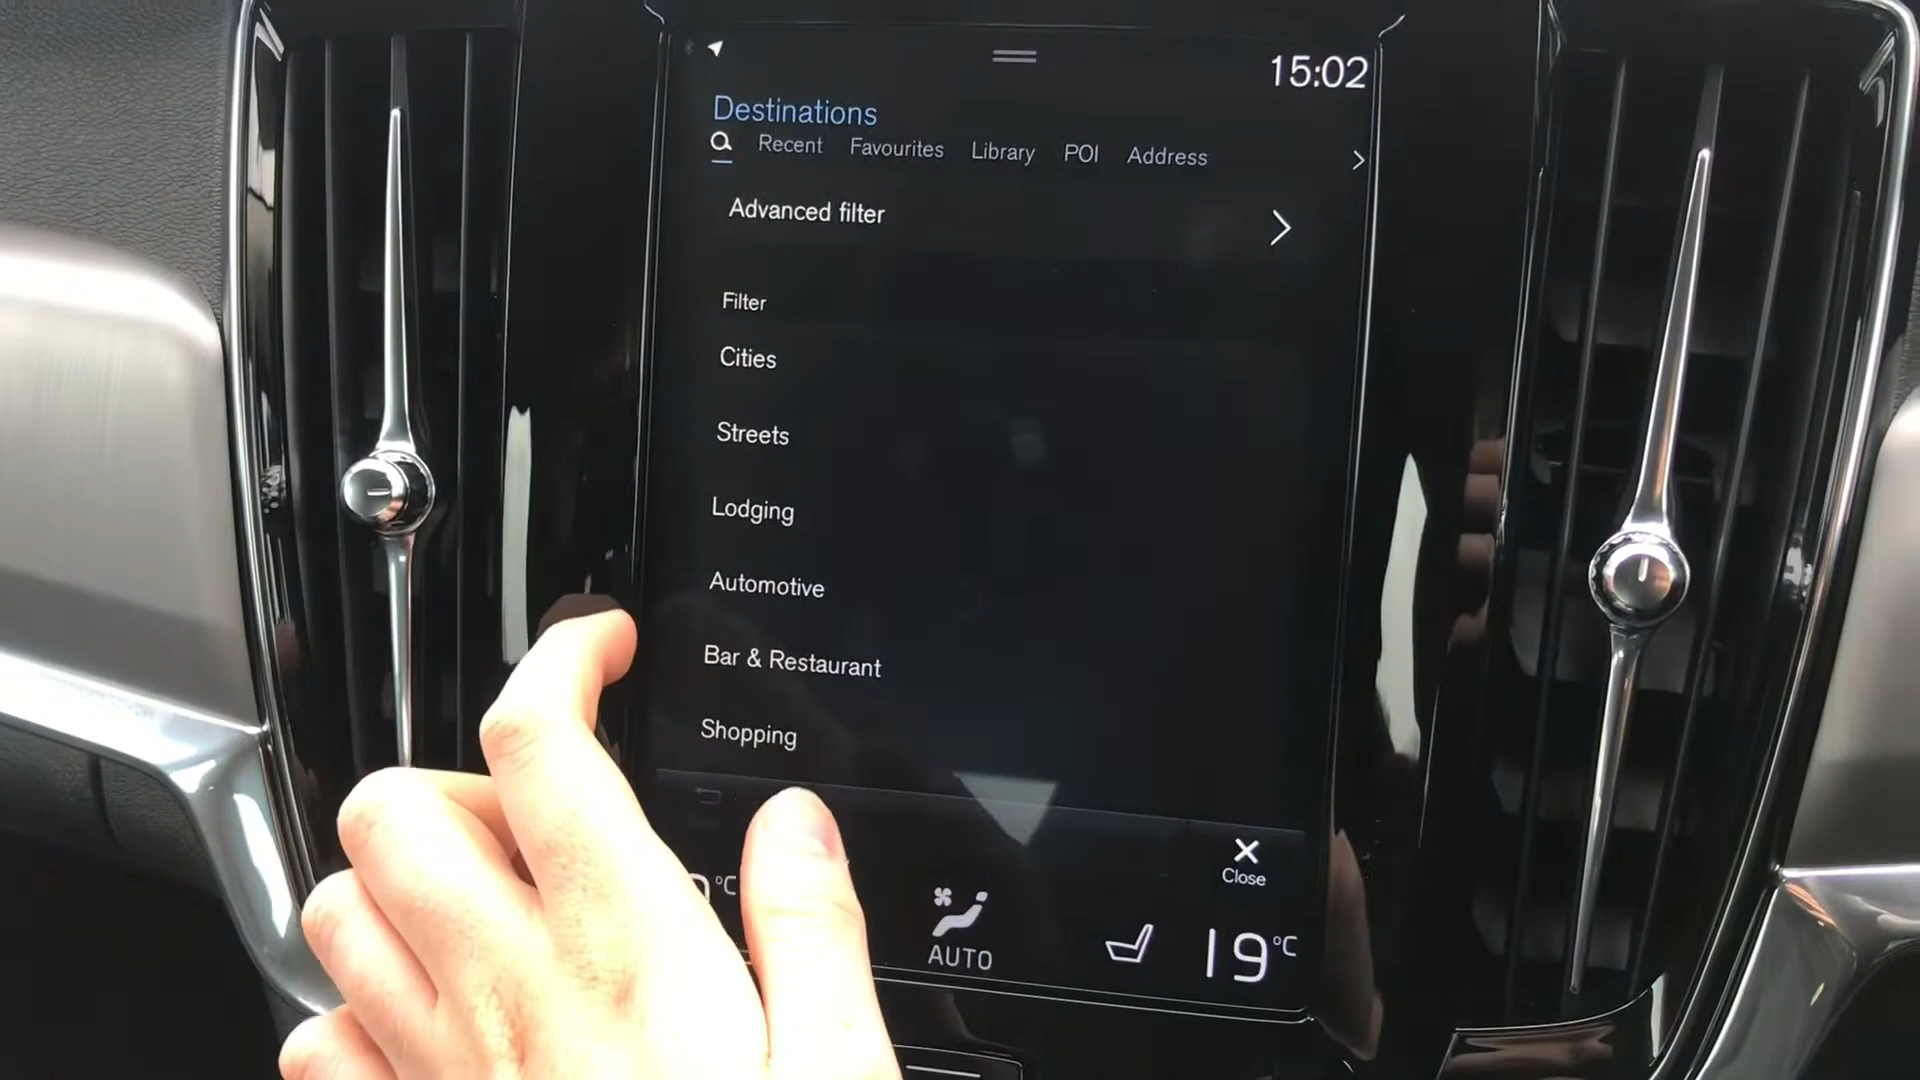 15:02
Destinations
Recent Favourites Library POI Address
Advanced filter
Filter
Cities
Streets
Lodging
Automotive
Bar & Restaurant
Shopping
Close
°C
AUTO
19°C